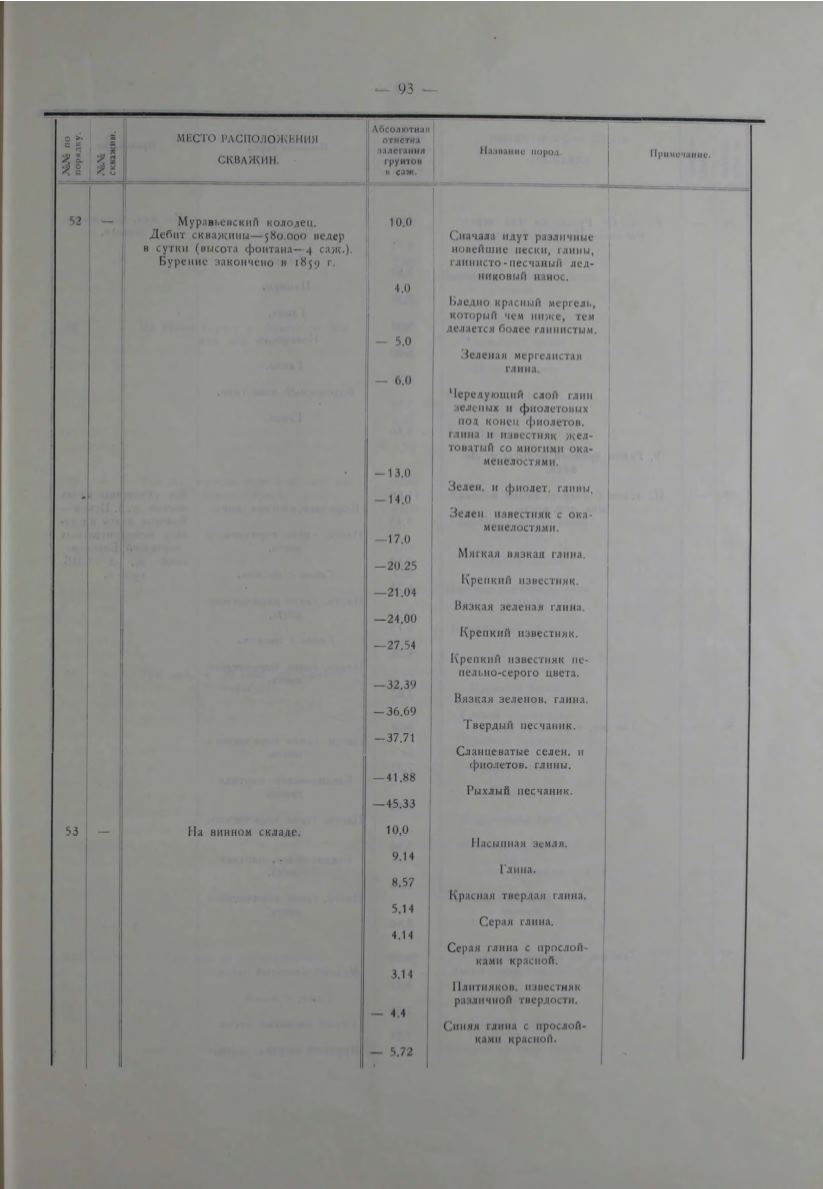 — 93 —
№№ по
порядку.
№№
скважин.
МЕСТО РАСПОЛОЖЕНИЯ
СКВАЖИН.
Абсолютная
отметка
залегания
грунтов
в саж.
Название пород.
Примечание.
52 — Муравьевский колодец. 10,0
Дебит скважины—580.000 ведер
в сутки (высота фонтана—4 саж.).
Бурение закончено в 1859 г.
Сначала идут различные
новейшие пески, глины,
глинисто-песчаный лед-
никовый нанос.
4,0
Бледно красный мергель,
который чем ниже, тем
делается более глинистым.
— 5,0
Зеленая мергелистая
глина.
— 6,0
Чередующий слой глин
зеленых и фиолетовых
под конец фиолетов.
глина и известняк жел-
товатый со многими ока-
менелостями.
—13,0
Зелен. и фиолет. глины.
—14,0
Зелен. известняк с ока-
менелостями.
—17,0
Мягкая вязкая глина.
—20.25
Крепкий известняк.
—21,04
Вязкая зеленая глина.
—24,00
Крепкий известняк.
—27,54
Крепкий известняк пе-
пельно-серого цвета.
—32,39
Вязкая зеленов. глина.
—36,69
Твердый песчаник.
—37,71
Сланцеватые селен. и
фиолетов. глины.
—41,88
Рыхлый песчаник.
—45,33
53 — На винном складе. 10,0
Насыпная земля.
9,14
Глина.
8,57
Красная твердая глина.
5,14
Серая глина.
4,14
Серая глина с прослой-
ками красной.
3,14
Плитняков. известняк
различной твердости.
— 4,4
Синяя глина с прослой-
ками красной.
— 5,72